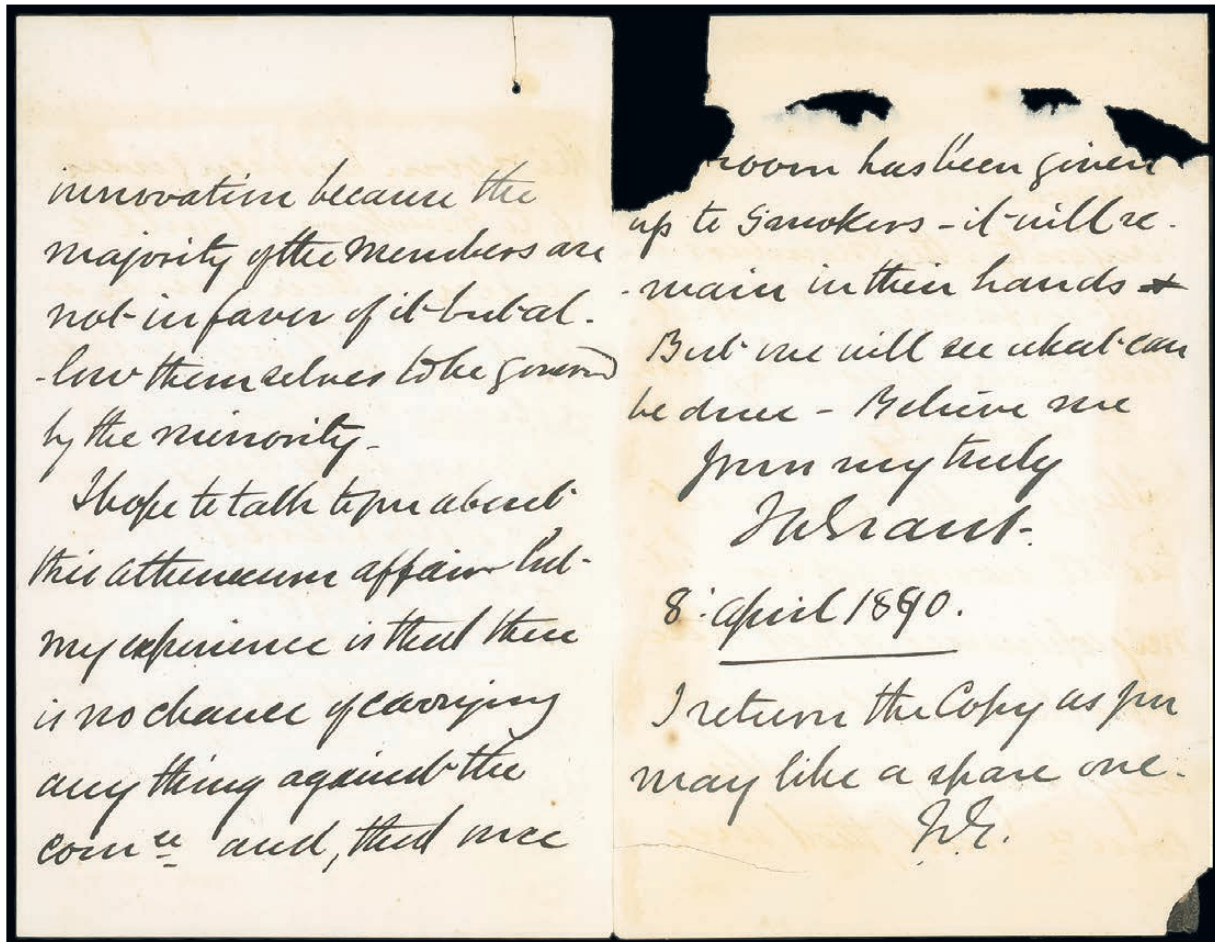 innovation because the
majority of the Members are
not in favor of it but al-
-low themselves to be governed
by the minority -
I hope to talk to you about
this athenaeum affair but
my experience is that there
is no chance of carrying
any thing against the
com^ee and, that once
room has been given
up to Smokers - it will re-
-main in their hands
But we will see what can
be done - Believe me
Yours very truly
Grant.
8: April 1890.
I return the Copy as you
may like a spare one.